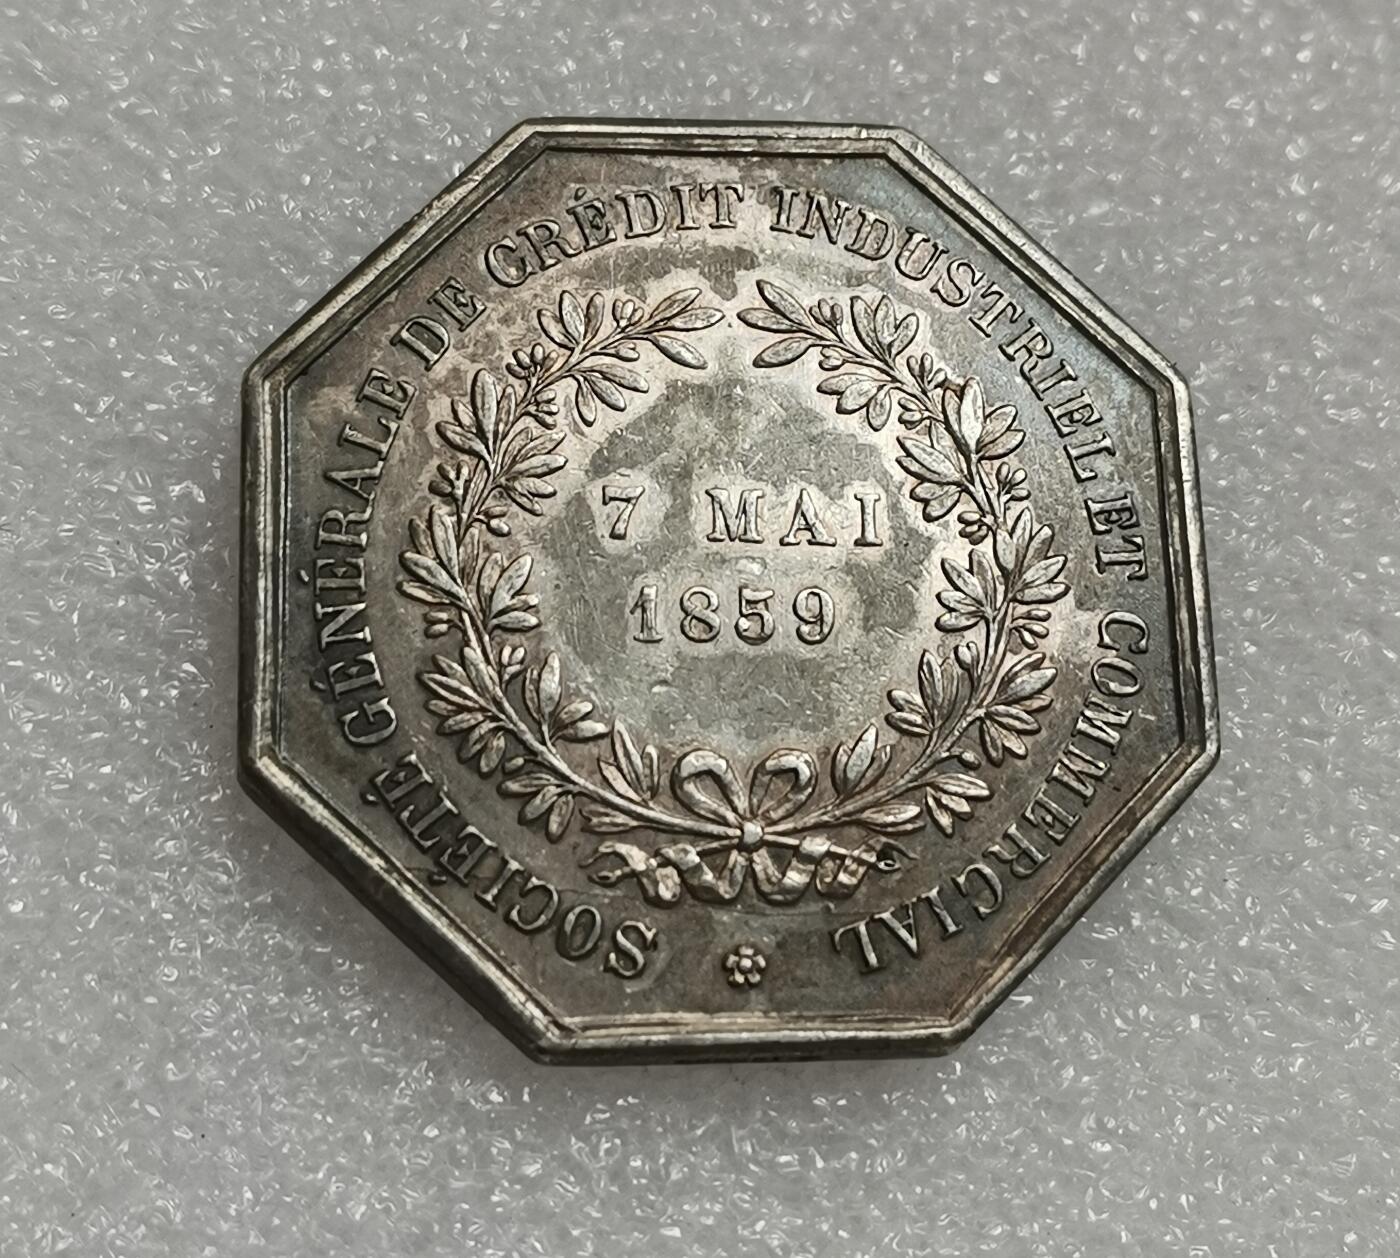 SOCIÉTÉ GÉNÉRALE DE CRÉDIT INDUSTRIEL ET COMMERCIAL
7 MAI
1859